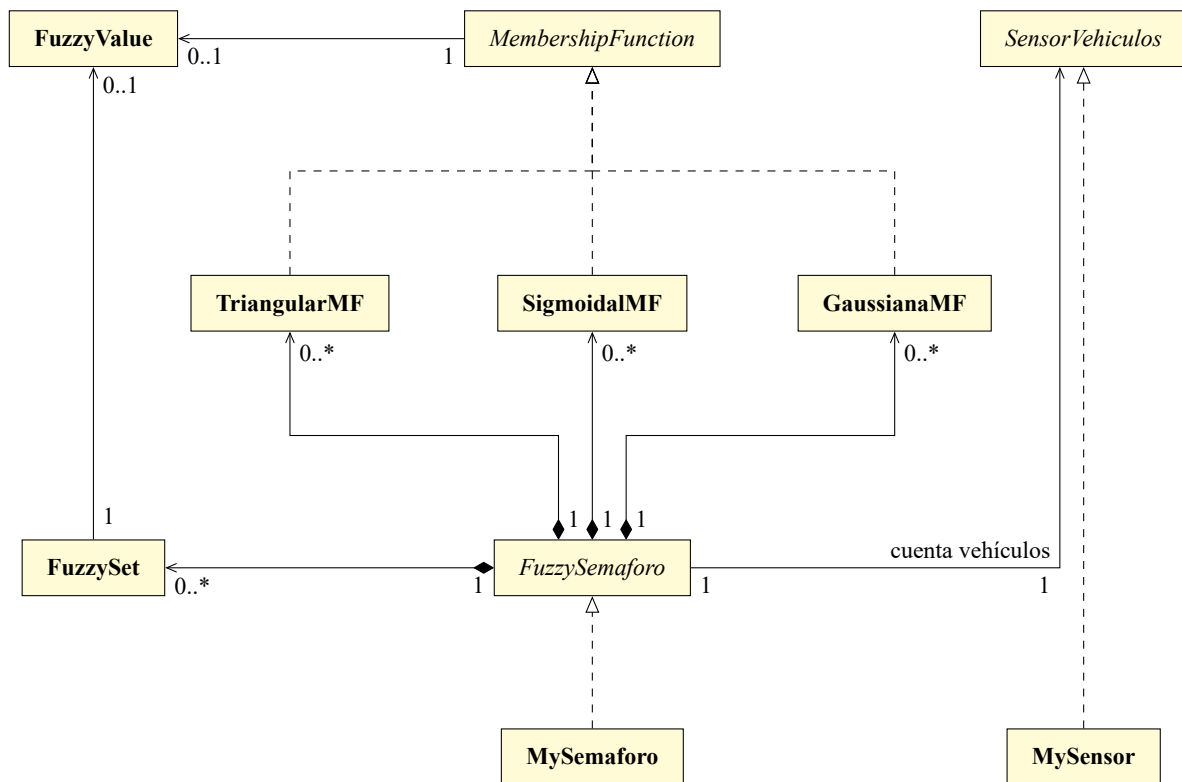 FuzzyValue
MembershipFunction
SensorVehiculos
0..1
1
0..1
TriangularMF
SigmoidalMF
GaussianaMF
0..*
0..*
0..*
1
1
1
1
FuzzySet
FuzzySemaforo
cuenta vehículos
0..*
1
1
1
MySemaforo
MySensor